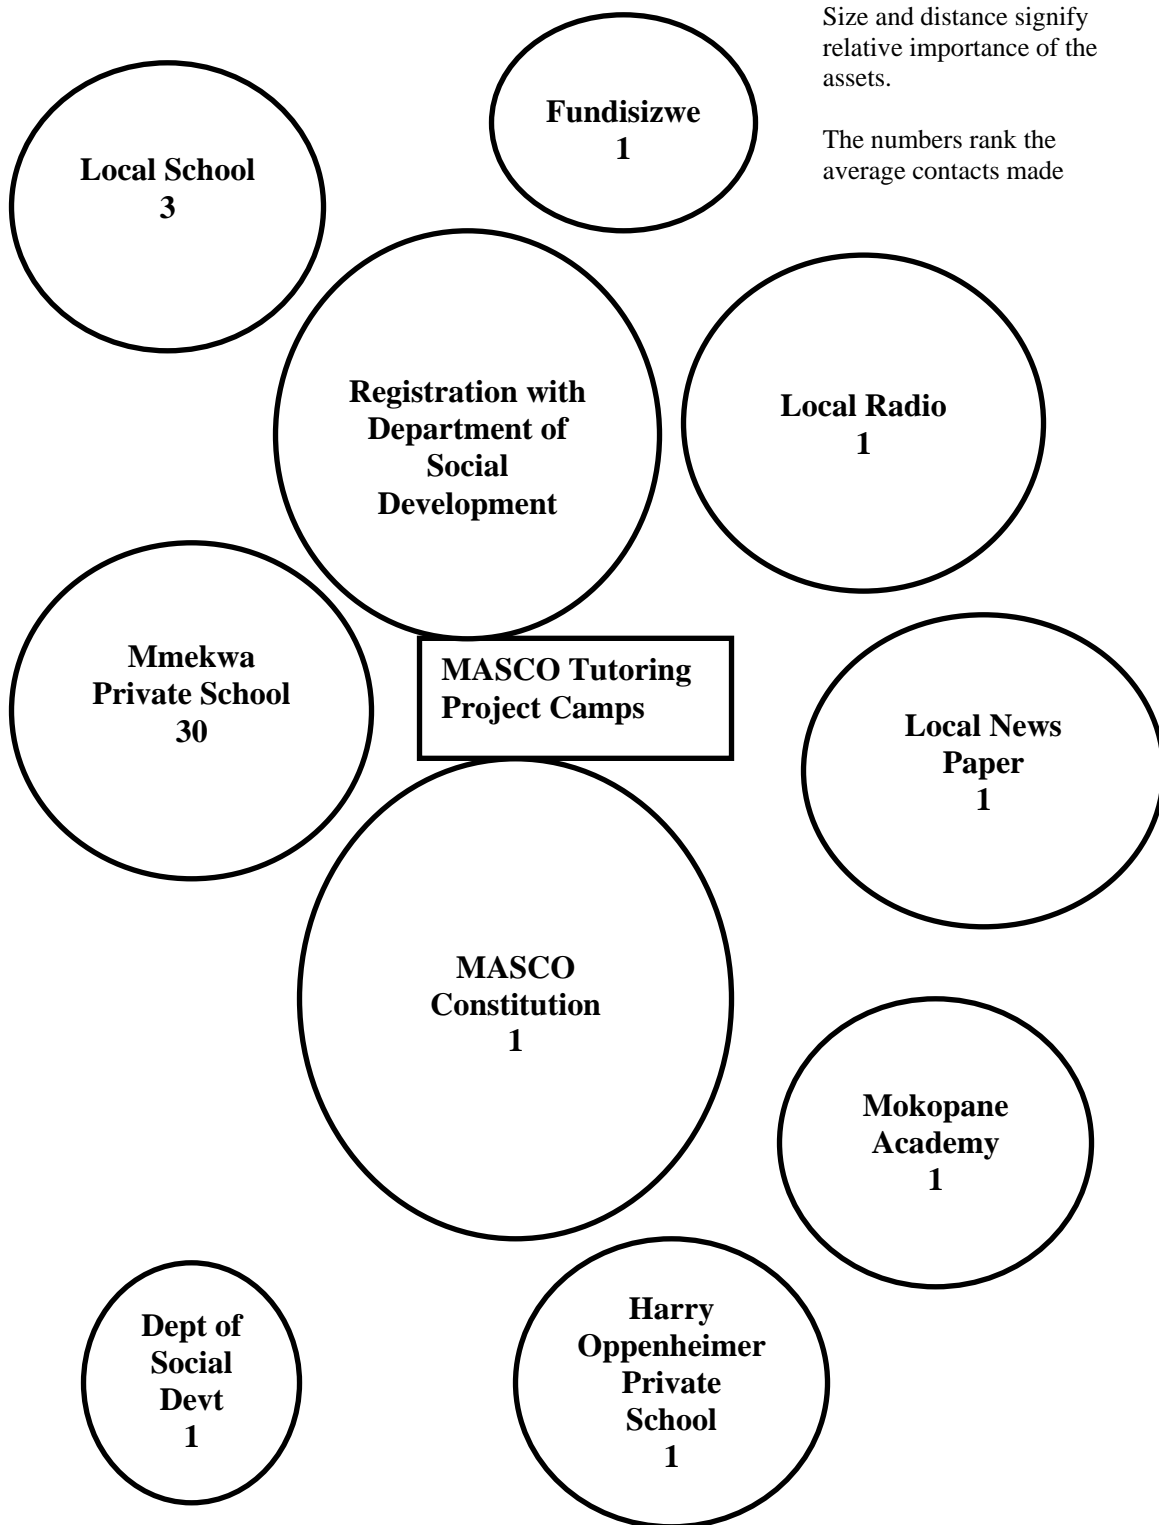 Size and distance signify
relative importance of the
assets.
The numbers rank the
average contacts made
Fundisizwe
1
Local School
3
Registration with
Department of
Social
Development
Local Radio
1
Mmekwa
Private School
30
MASCO Tutoring
Project Camps
Local News
Paper
1
MASCO
Constitution
1
Mokopane
Academy
1
Dept of
Social
Devt
1
Harry
Oppenheimer
Private
School
1